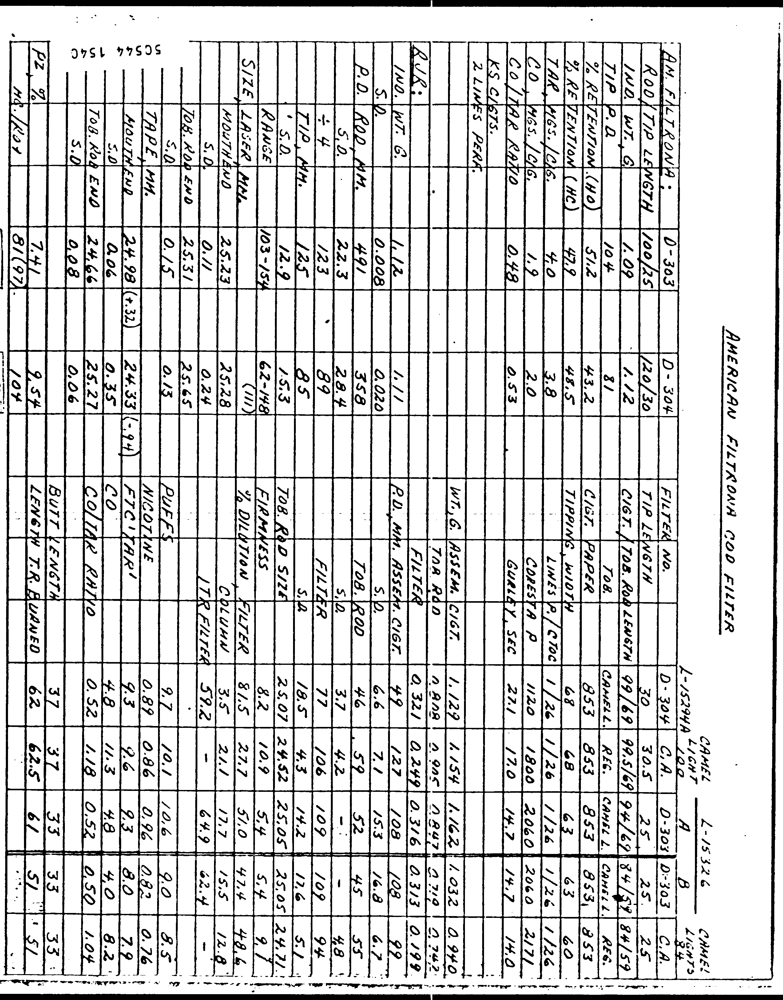 AMERICAN FILTRONA COD FILTER
AM. FILTRONA: D-303 D-304
ROD/TIP LENGTH 100/25 120/30
IND. WT., G 1.09 1.12
TIP P.D. 104 81
% RETENTION (HO) 51.2 43.2
% RETENTION (HC) 47.9 48.5
TAR, MGS./CIG. 4.0 3.8
CO, MGS./CIG. 1.9 2.0
CO/TAR RATIO 0.48 0.53
KS CIGTS.
2 LINES PERF.
RJR:
IND. WT. G. 1.12 1.11
S.D. 0.008 0.020
P.D. ROD, MM. 491 358
S.D. 22.3 28.4
÷ 4 123 89
TIP, MM. 125 85
S.D. 12.9 15.3
RANGE 103-154 62-148
(111)
SIZE, LASER, MM.
MOUTHEND 25.23 25.28
S.D. 0.11 0.24
TOB. ROD END 25.31 25.65
S.D. 0.15 0.13
TAPE, MM.
MOUTHEND 24.98 (+.32) 24.33 (-.94)
S.D. 0.06 0.35
TOB. ROD END 24.66 25.27
S.D. 0.08 0.06
PZ, % 7.41 9.54
MG./ROD 81(97) 104
L-15294A CAMEL LIGHT 100 L-15326 A B CAMEL LIGHTS 84
FILTER NO. D-304 C.A. D-303 D-303 C.A.
TIP LENGTH 30 30.5 25 25 25
CIGT./TOB. ROD LENGTH 99/69 99.5/69 94/69 84/59 84/59
TOB. CAMEL L. REG. CAMEL L. CAMEL L. REG.
CIGT. PAPER 853 853 853 853 853
TIPPING, WIDTH 68 68 63 63 60
LINES P/CTOC 1/26 1/26 1/26 1/26 1/26
CORESTA P 1120 1800 2060 2060 2171
GURLEY, SEC 27.1 17.0 14.7 14.7 14.0
WT., G ASSEM. CIGT. 1.129 1.154 1.162 1.032 0.940
TOB ROD 0.808 0.905 0.847 0.719 0.742
FILTER 0.321 0.249 0.316 0.313 0.199
P.D., MM. ASSEM. CIGT. 49 127 108 108 99
S.D. 6.6 7.1 15.3 16.8 6.7
TOB. ROD 46 59 52 45 55
S.D. 3.7 4.2 - - 4.8
FILTER 77 106 109 109 94
S.D. 18.5 4.3 14.2 17.6 5.1
TOB. ROD SIZE 25.07 24.52 25.05 25.05 24.71
FIRMNESS 8.2 10.9 5.4 5.4 9.1
% DILUTION, FILTER 81.5 27.7 51.0 47.4 48.6
COLUMN 3.5 21.1 17.7 15.5 12.8
ITR FILTER 59.2 - 64.9 62.4 -
PUFFS 9.7 10.1 10.6 9.0 8.5
NICOTINE 0.89 0.86 0.96 0.82 0.76
FTC 'TAR' 9.3 9.6 9.3 8.0 7.9
CO 4.8 11.3 4.8 4.0 8.2
CO/TAR RATIO 0.52 1.18 0.52 0.50 1.04
BUTT LENGTH 37 37 33 33 33
LENGTH T.R. BURNED 62 62.5 61 51 51
50544 1540